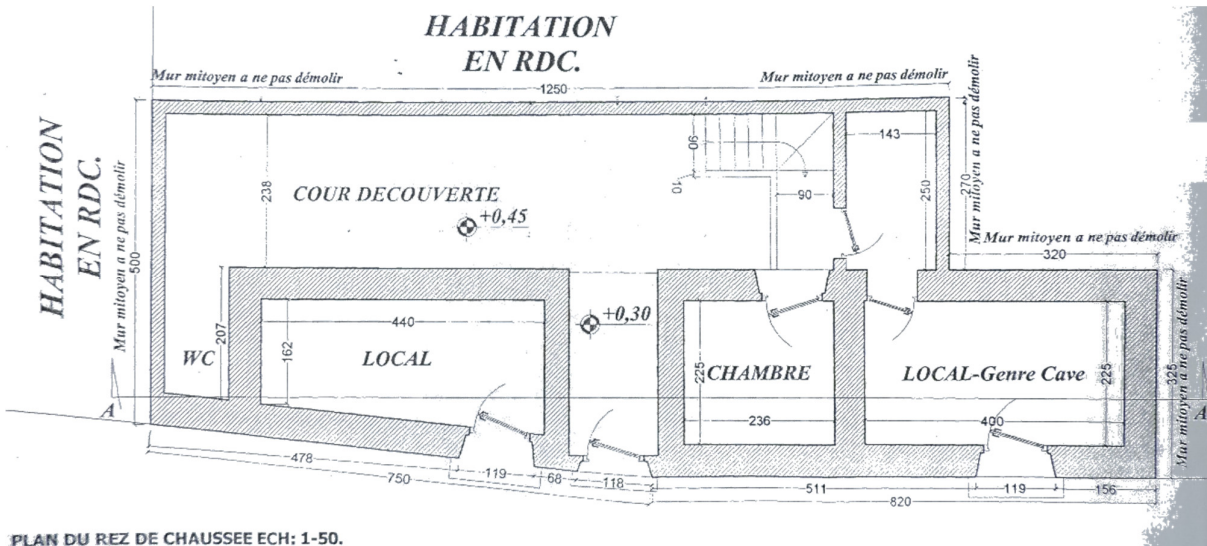 HABITATION
EN RDC.
Mur mitoyen a ne pas démolir
1250
Mur mitoyen a ne pas démolir
HABITATION
EN RDC.
Mur mitoyen a ne pas démolir
500
238
COUR DECOUVERTE
+0,45
90
10
90
143
250
270
Mur mitoyen a ne pas démolir
Mur mitoyen a ne pas démolir
320
207
WC
162
440
LOCAL
+0,30
225
CHAMBRE
236
LOCAL-Genre Cave
400
225
325
Mur mitoyen a ne pas démolir
A
A
478
750
119
68
118
511
820
119
156
PLAN DU REZ DE CHAUSSEE ECH: 1-50.